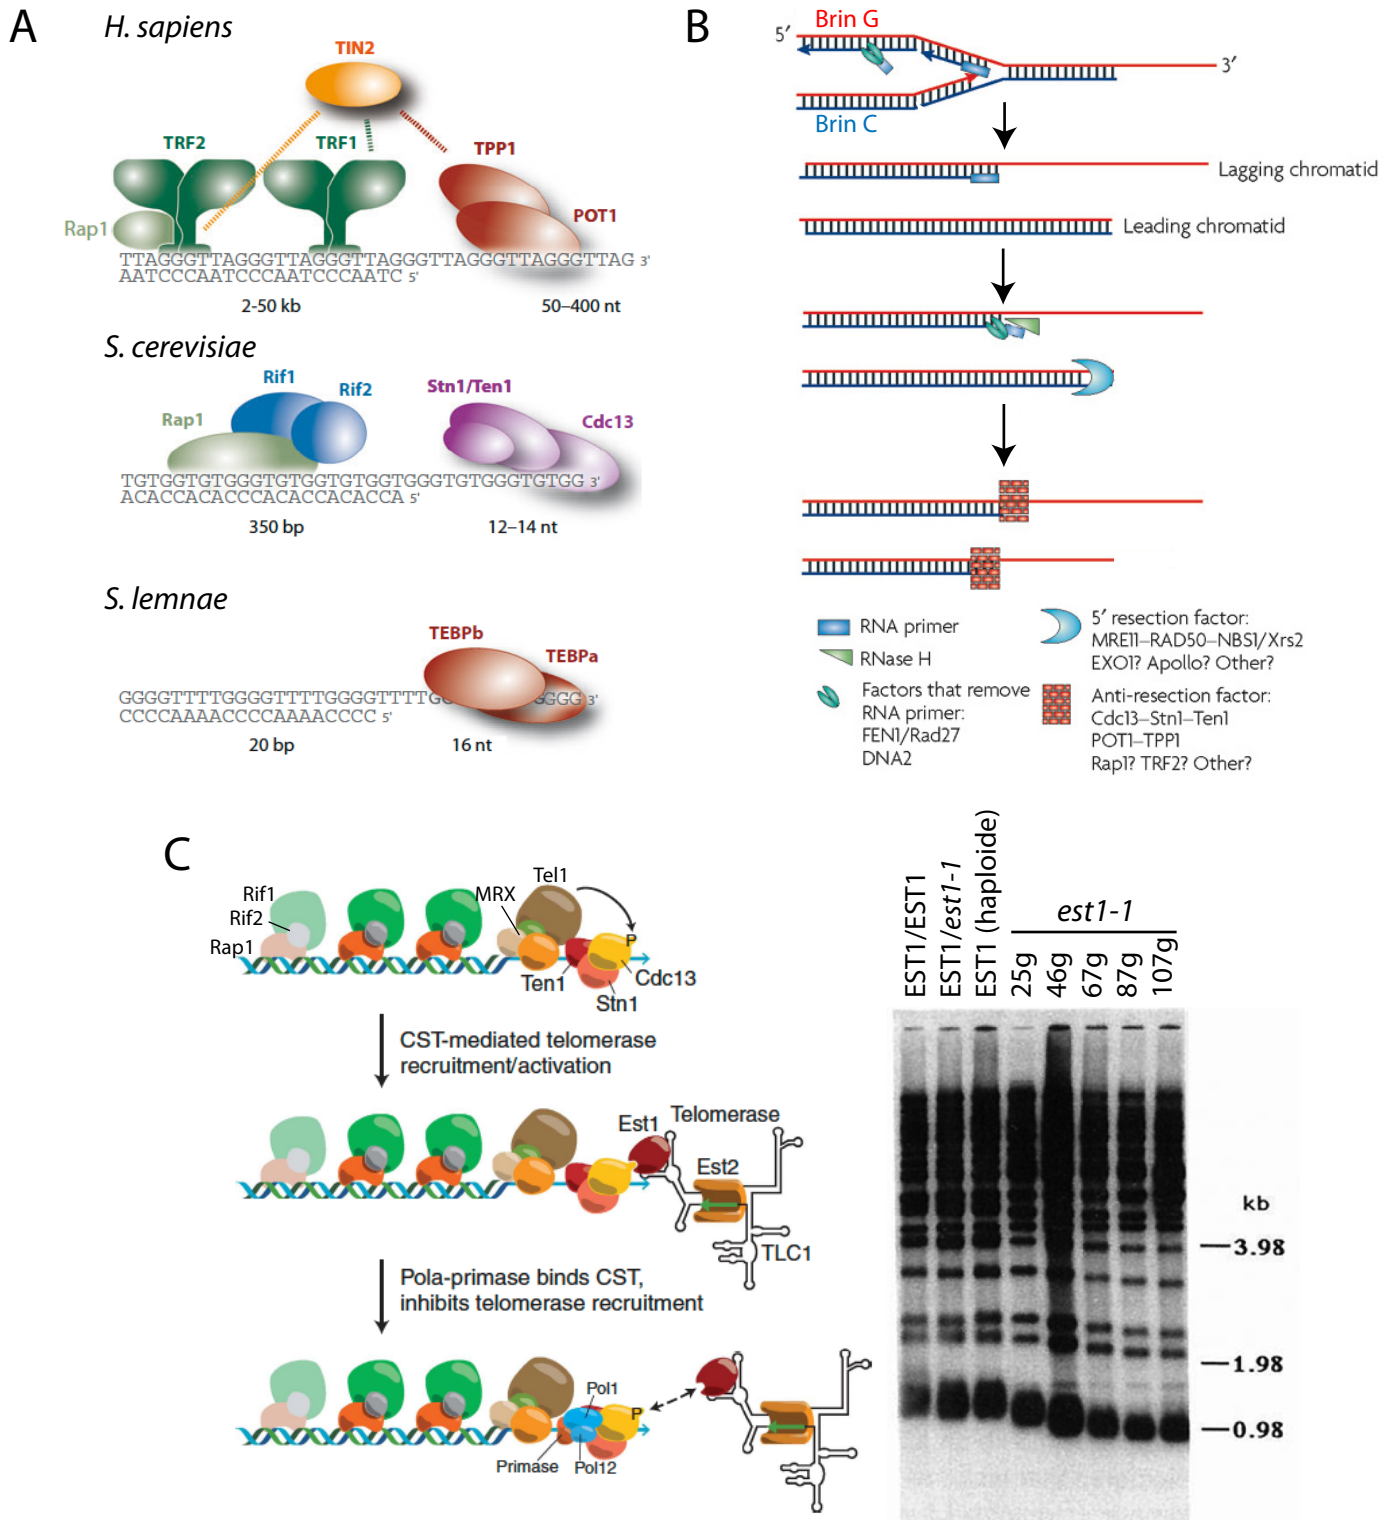 A
H. sapiens
TIN2
TRF2
TRF1
TPP1
Rap1
POT1
TTAGGGTTAGGGTTAGGGTTAGGGTTAGGGTTAGGGTTAG 3'
AATCCCAATCCCAATCCCAATC 5'
2-50 kb
50–400 nt
S. cerevisiae
Rif1
Rif2
Stn1/Ten1
Rap1
Cdc13
TGTGGTGTGGGTGTGGTGTGGTGGGTGTGGGTGTGG 3'
ACACCACACCCACACCACACCA 5'
350 bp
12–14 nt
S. lemnae
TEBPb
TEBPa
GGGGTTTTGGGGTTTTGGGGTTTTGG GGGG 3'
CCCCAAAACCCCAAAACCCC 5'
20 bp
16 nt
B
Brin G
5′
3′
Brin C
Lagging chromatid
Leading chromatid
RNA primer
RNase H
Factors that remove
RNA primer:
FEN1/Rad27
DNA2
5′ resection factor:
MRE11–RAD50–NBS1/Xrs2
EXO1? Apollo? Other?
Anti-resection factor:
Cdc13–Stn1–Ten1
POT1–TPP1
Rap1? TRF2? Other?
C
Rif1
Rif2
Rap1
MRX
Tel1
P
Ten1
Stn1
Cdc13
CST-mediated telomerase
recruitment/activation
Est1
Telomerase
Est2
TLC1
Pola-primase binds CST,
inhibits telomerase recruitment
Pol1
P
Primase
Pol12
EST1/EST1
EST1/est1-1
EST1 (haploide)
est1-1
25g
46g
67g
87g
107g
kb
3.98
1.98
0.98